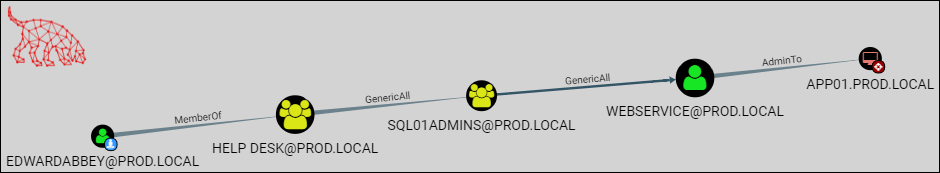 AdminTo
APP01.PROD.LOCAL
GenericAll
WEBSERVICE@PROD.LOCAL
GenericAll
SQL01ADMINS@PROD.LOCAL
MemberOf
HELP DESK@PROD.LOCAL
EDWARDABBEY@PROD.LOCAL